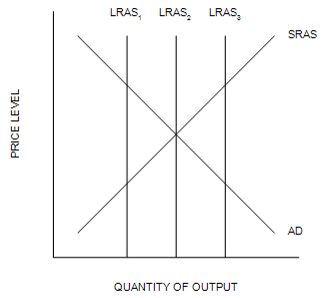 LRAS1 LRAS2 LRAS3
SRAS
PRICE LEVEL
AD
QUANTITY OF OUTPUT